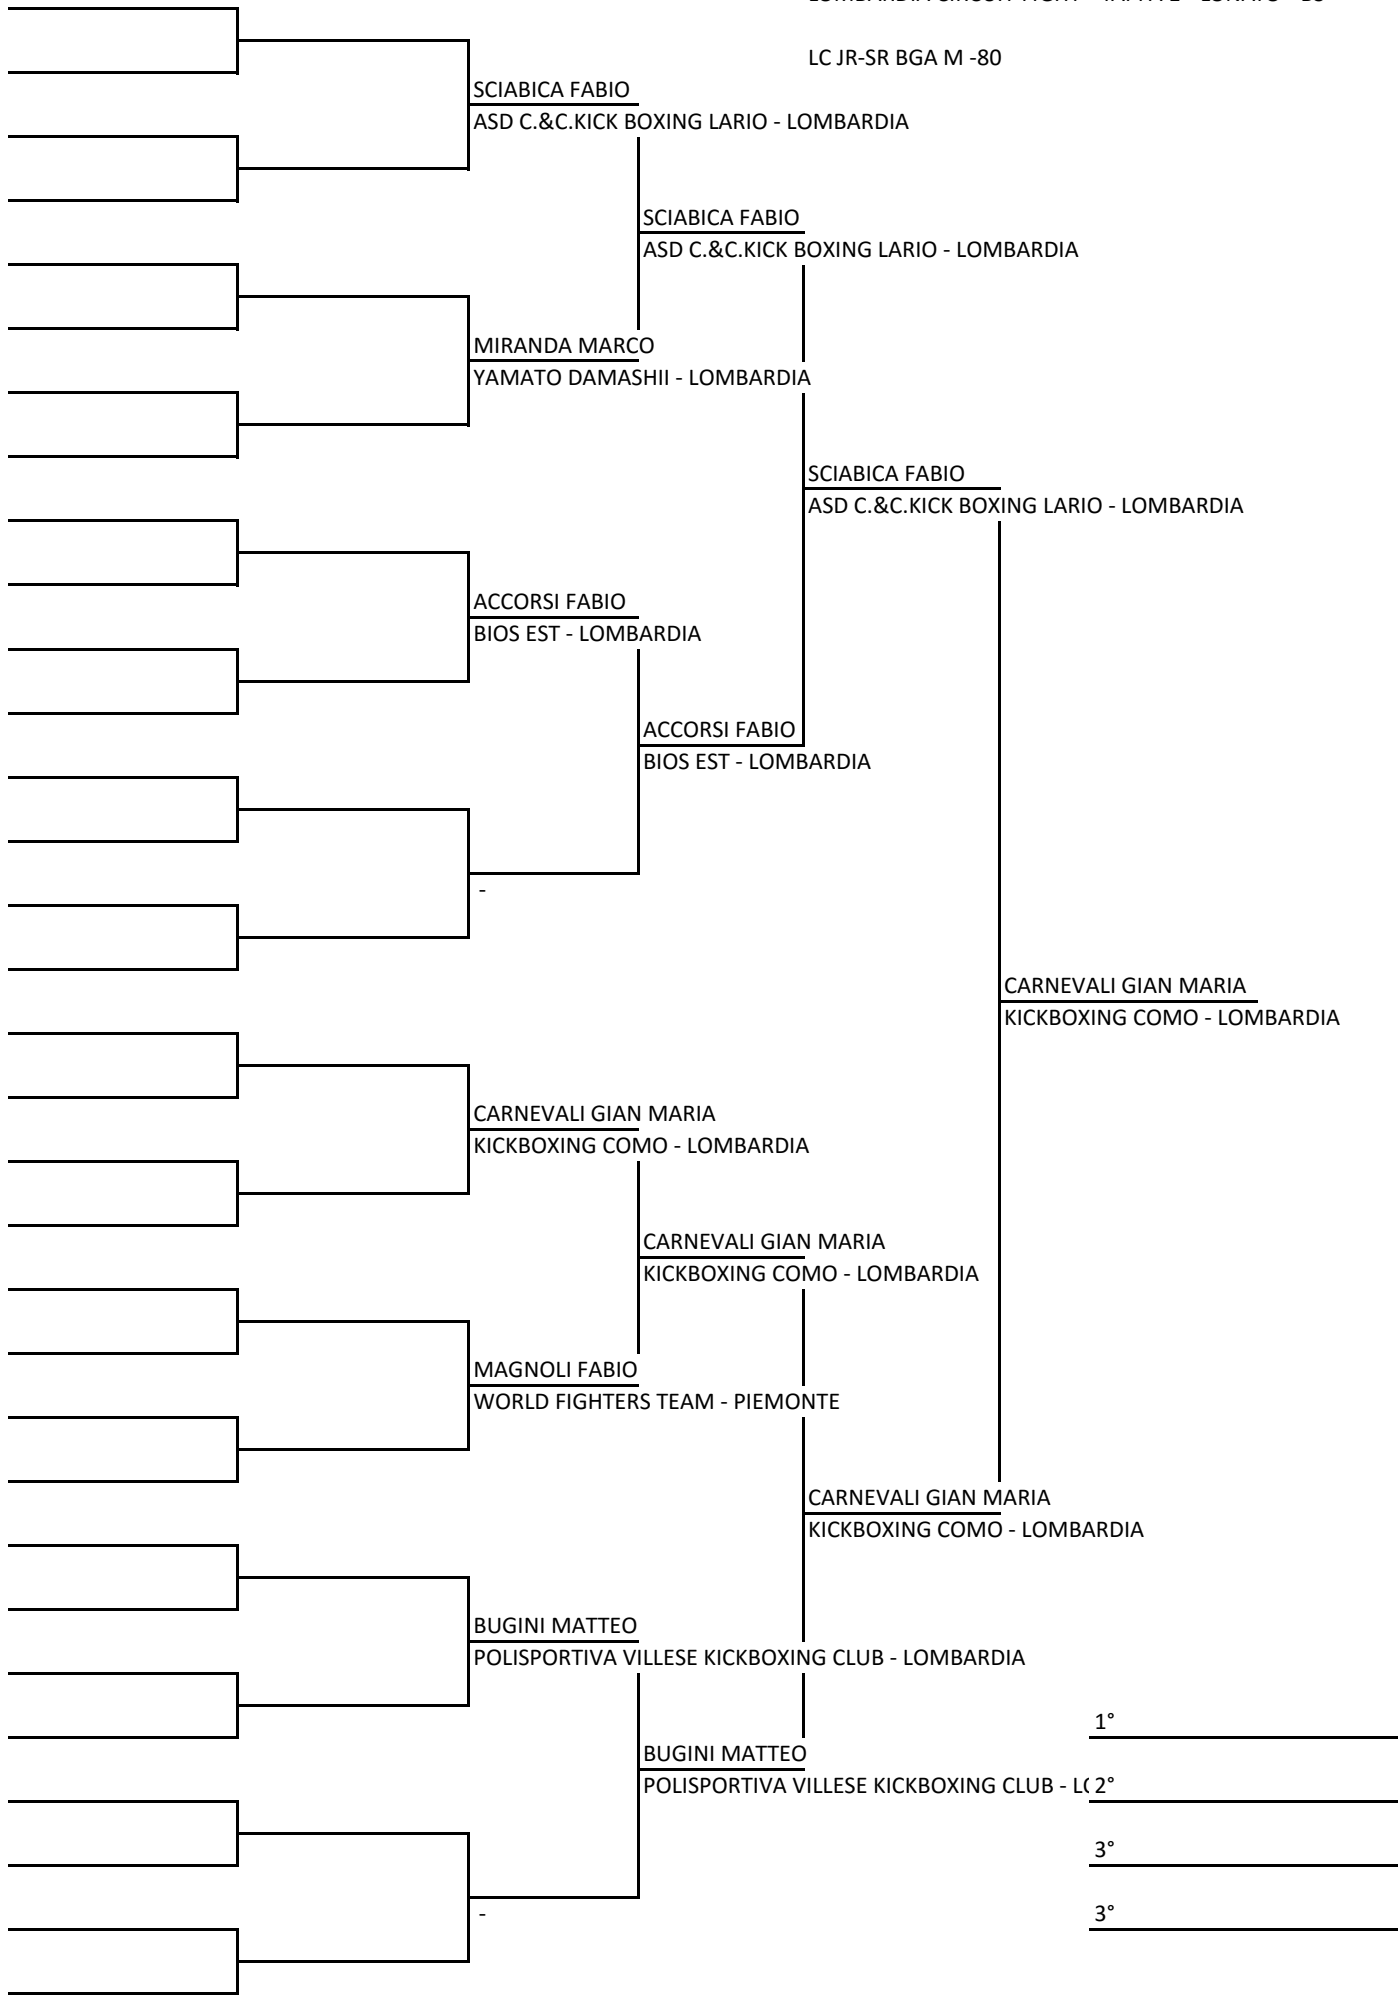 LC JR-SR BGA M -80
SCIABICA FABIO
ASD C.&C.KICK BOXING LARIO - LOMBARDIA
SCIABICA FABIO
ASD C.&C.KICK BOXING LARIO - LOMBARDIA
MIRANDA MARCO
YAMATO DAMASHII - LOMBARDIA
SCIABICA FABIO
ASD C.&C.KICK BOXING LARIO - LOMBARDIA
ACCORSI FABIO
BIOS EST - LOMBARDIA
ACCORSI FABIO
BIOS EST - LOMBARDIA
-
CARNEVALI GIAN MARIA
KICKBOXING COMO - LOMBARDIA
CARNEVALI GIAN MARIA
KICKBOXING COMO - LOMBARDIA
CARNEVALI GIAN MARIA
KICKBOXING COMO - LOMBARDIA
MAGNOLI FABIO
WORLD FIGHTERS TEAM - PIEMONTE
CARNEVALI GIAN MARIA
KICKBOXING COMO - LOMBARDIA
BUGINI MATTEO
POLISPORTIVA VILLESE KICKBOXING CLUB - LOMBARDIA
1°
BUGINI MATTEO
POLISPORTIVA VILLESE KICKBOXING CLUB - L
2°
3°
-
3°